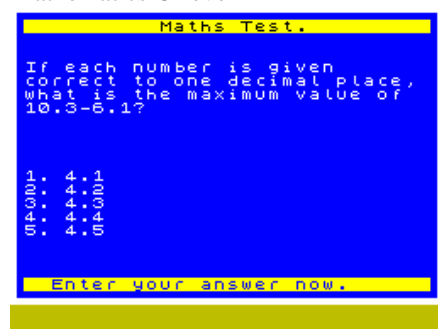 Maths Test.
If each number is given
correct to one decimal place,
what is the maximum value of
10.3-6.1?
1. 4.1
2. 4.2
3. 4.3
4. 4.4
5. 4.5
Enter your answer now.